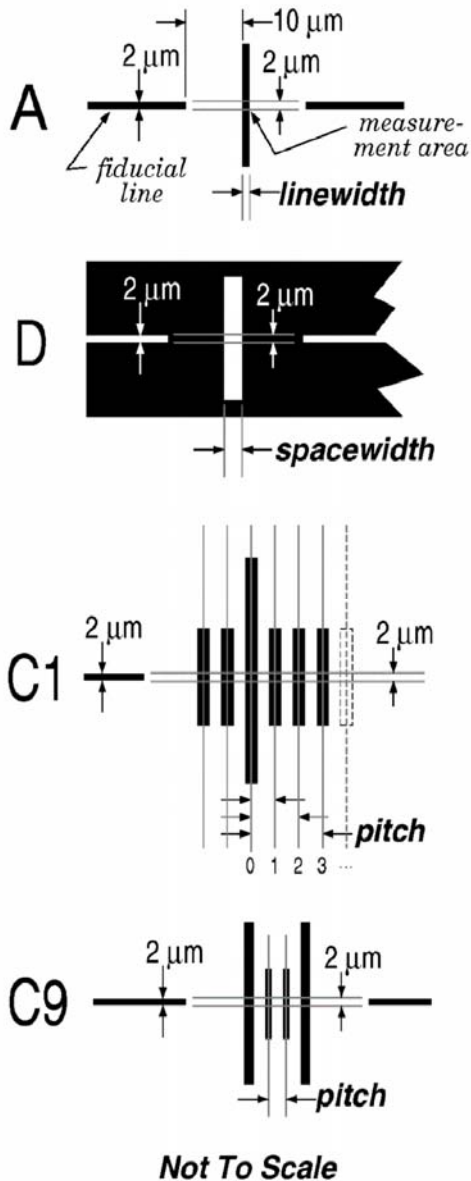 10 μm
2 μm
2 μm
A
fiducial
line
measure-
ment area
linewidth
2 μm
2 μm
D
spacewidth
2 μm
2 μm
C1
pitch
0 1 2 3 ...
2 μm
2 μm
C9
pitch
Not To Scale